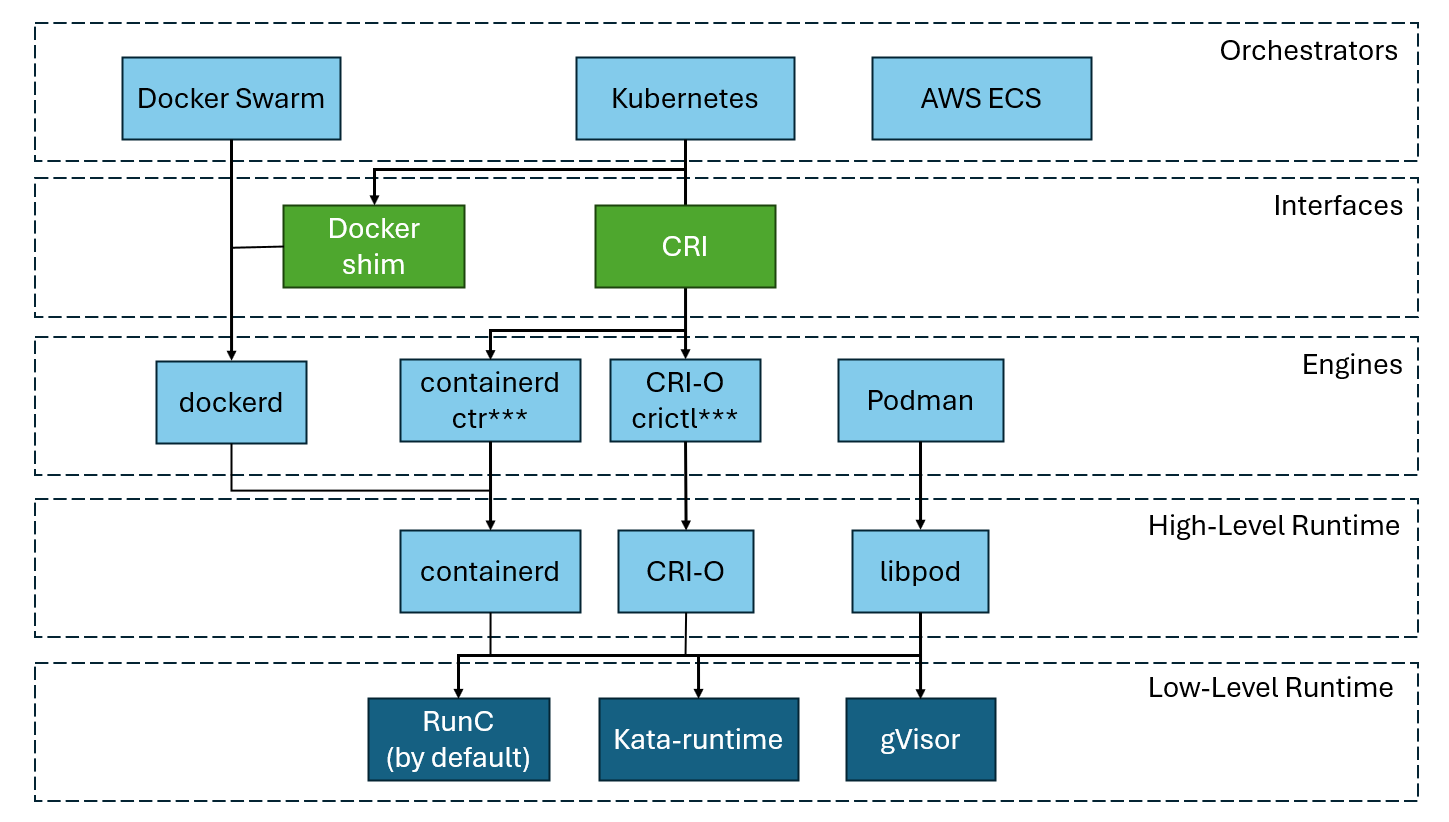 Orchestrators
Docker Swarm
Kubernetes
AWS ECS
Interfaces
Docker
shim
CRI
Engines
dockerd
containerd
ctr***
CRI-O
crictl***
Podman
High-Level Runtime
containerd
CRI-O
libpod
Low-Level Runtime
RunC
(by default)
Kata-runtime
gVisor